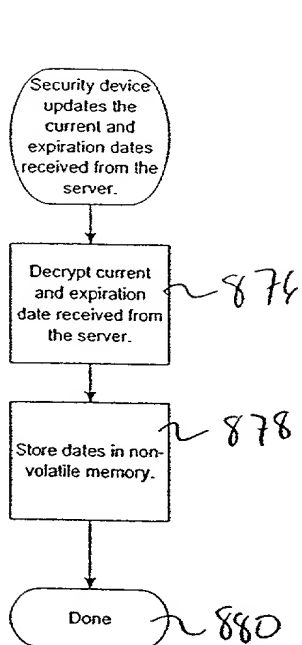 Security device
updates the
current and
expiration dates
received from the
server.
Decrypt current
and expiration
date received from
the server.
876
Store dates in non-
volatile memory.
878
Done
880